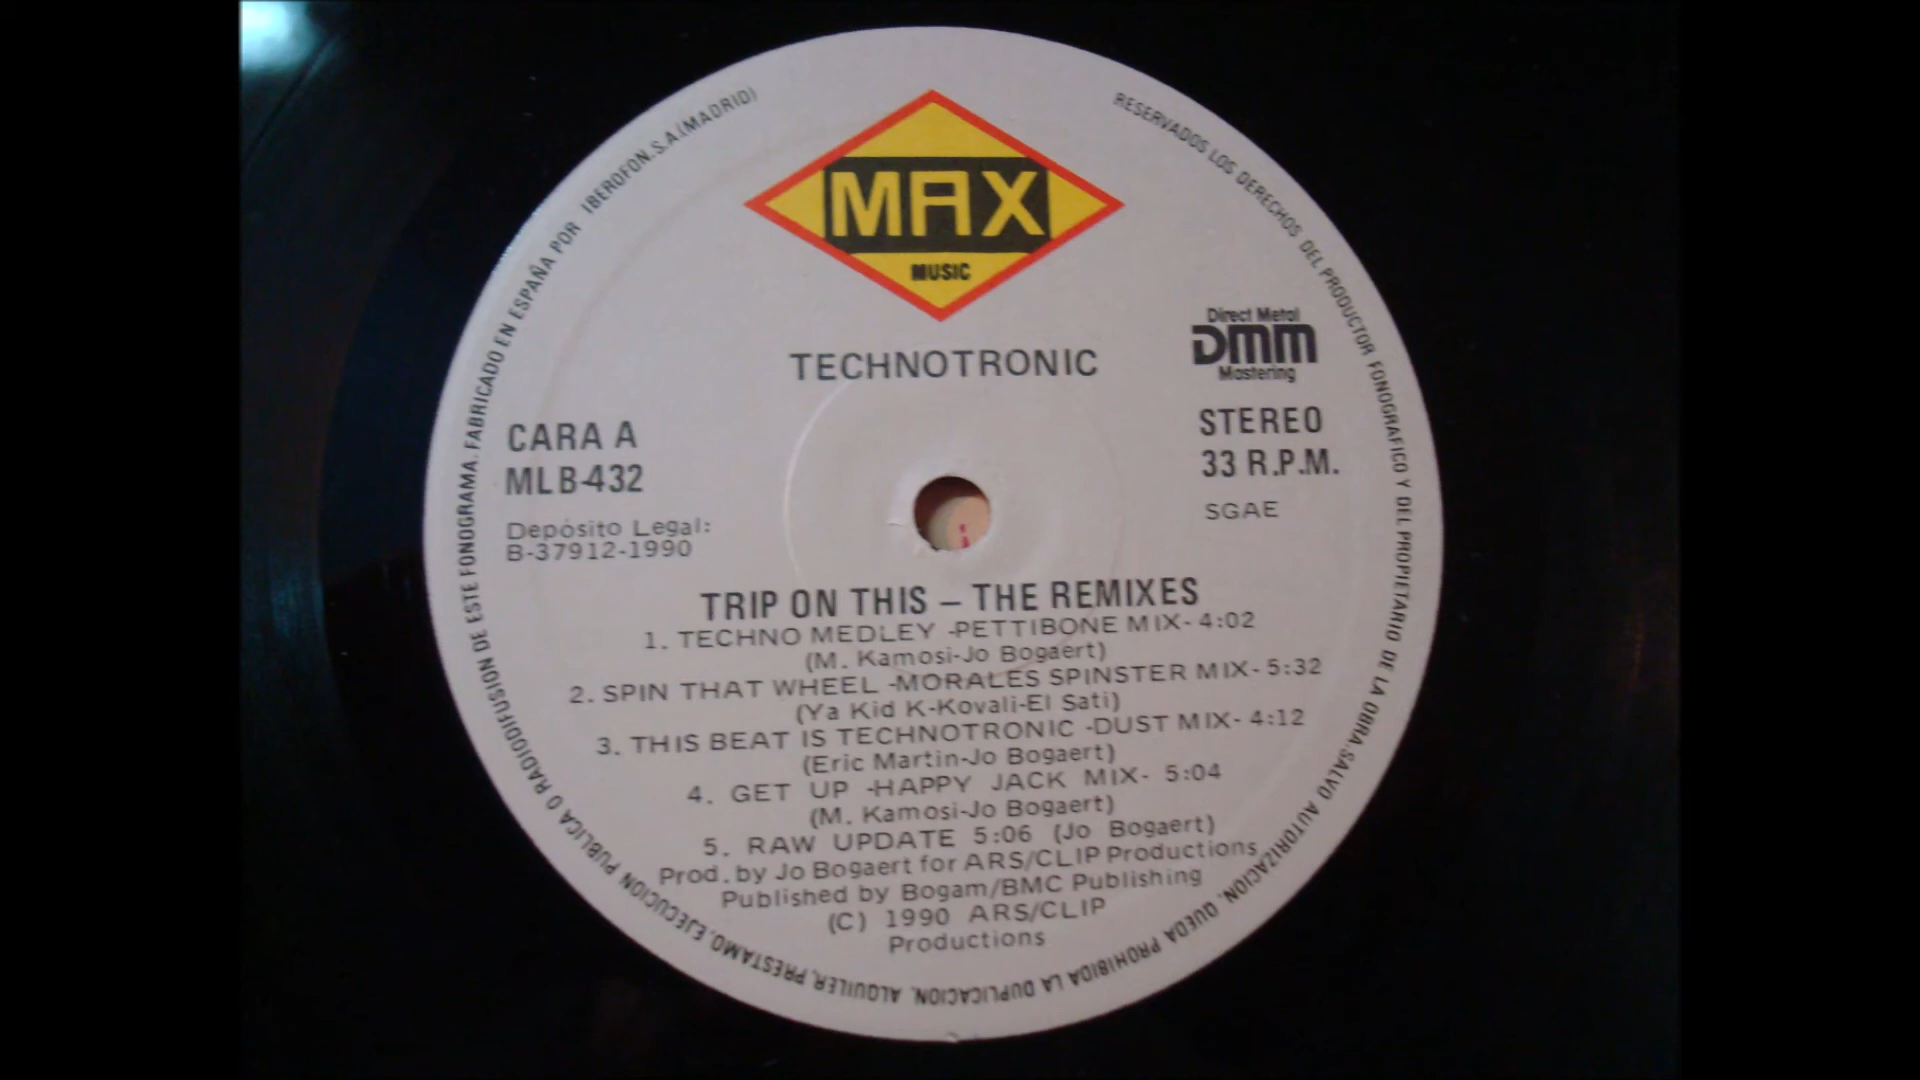 RESERVADOS LOS DERECHOS DEL PRODUCTOR FONOGRAFICO Y DEL PROPIETARIO DE LA OBRA.SALVO AUTORIZACION, QUEDA PROHIBIDA LA DUPLICACION, ALQUILER, PRESTAMO, EJECUCION PUBLICA O RADIODIFUSION DE ESTE FONOGRAMA. FABRICADO EN ESPAÑA POR IBEROFON.S.A.(MADRID)
MAX
MUSIC
TECHNOTRONIC
Direct Metal
DMM
Mastering
CARA A
MLB-432
Depósito Legal:
B-37912-1990
STEREO
33 R.P.M.
SGAE
TRIP ON THIS – THE REMIXES
1. TECHNO MEDLEY -PETTIBONE MIX- 4:02
(M. Kamosi-Jo Bogaert)
2. SPIN THAT WHEEL -MORALES SPINSTER MIX- 5:32
(Ya Kid K-Kovali-El Sati)
3. THIS BEAT IS TECHNOTRONIC -DUST MIX- 4:12
(Eric Martin-Jo Bogaert)
4. GET UP -HAPPY JACK MIX- 5:04
(M. Kamosi-Jo Bogaert)
5. RAW UPDATE 5:06 (Jo Bogaert)
Prod. by Jo Bogaert for ARS/CLIP Productions
Published by Bogam/BMC Publishing
(C) 1990 ARS/CLIP
Productions